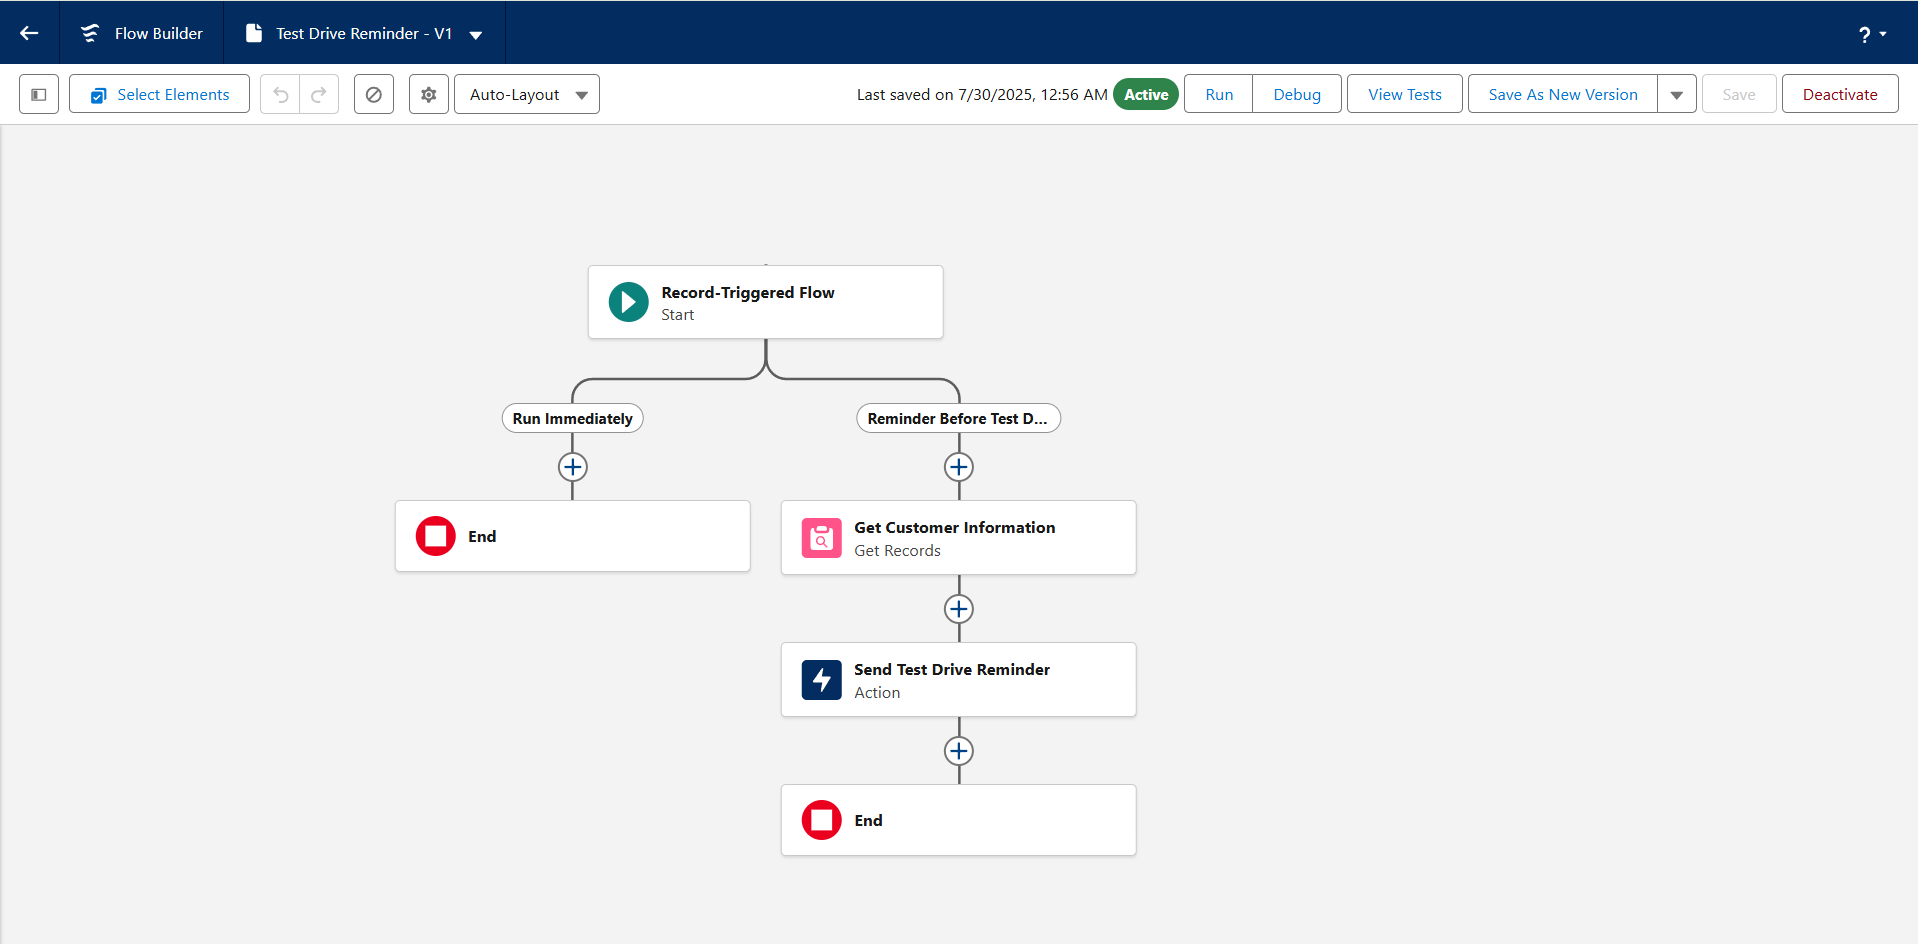 Flow Builder
Test Drive Reminder - V1
?
Select Elements
Auto-Layout
Last saved on 7/30/2025, 12:56 AM
Active
Run
Debug
View Tests
Save As New Version
Save
Deactivate
Record-Triggered Flow
Start
Run Immediately
Reminder Before Test D...
End
Get Customer Information
Get Records
Send Test Drive Reminder
Action
End